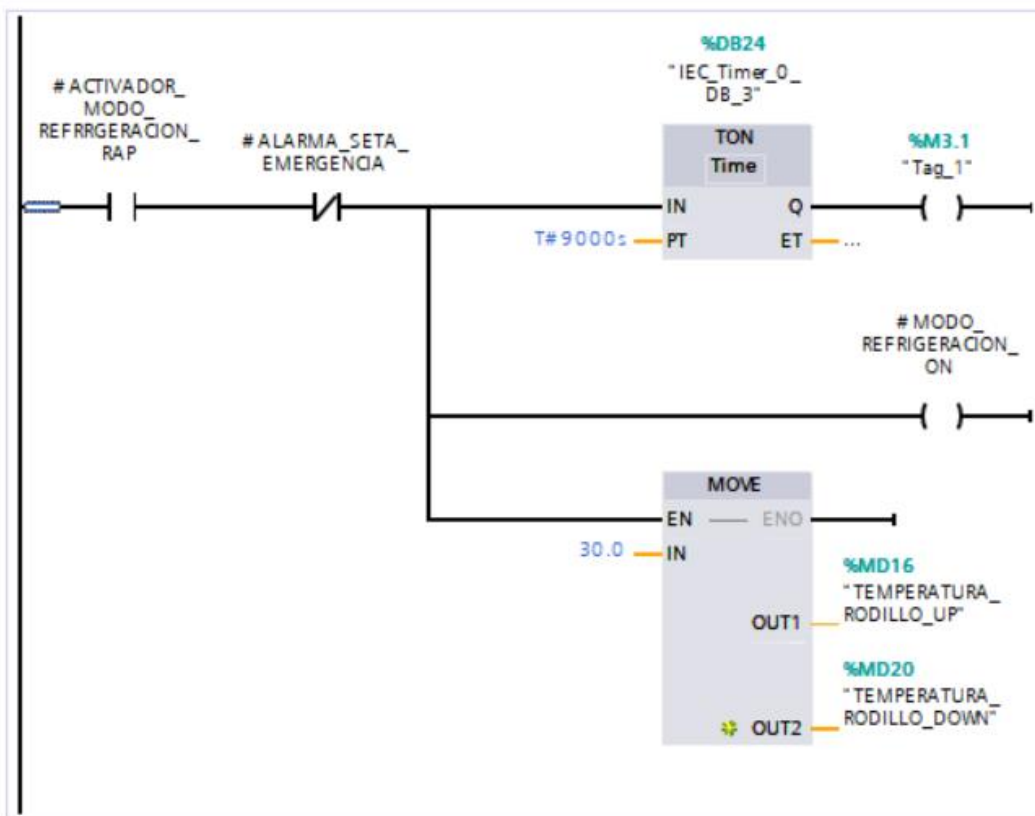 %DB24
"IEC_Timer_0_
DB_3"
# ACTIVADOR_
MODO_
REFRRGERACION_
RAP
# ALARMA_SETA_
EMERGENCIA
TON
Time
%M3.1
"Tag_1"
IN
Q
T#9000s
PT
ET
...
# MODO_
REFRIGERACION_
ON
MOVE
EN
ENO
30.0
IN
%MD16
"TEMPERATURA_
RODILLO_UP"
OUT1
%MD20
"TEMPERATURA_
RODILLO_DOWN"
OUT2